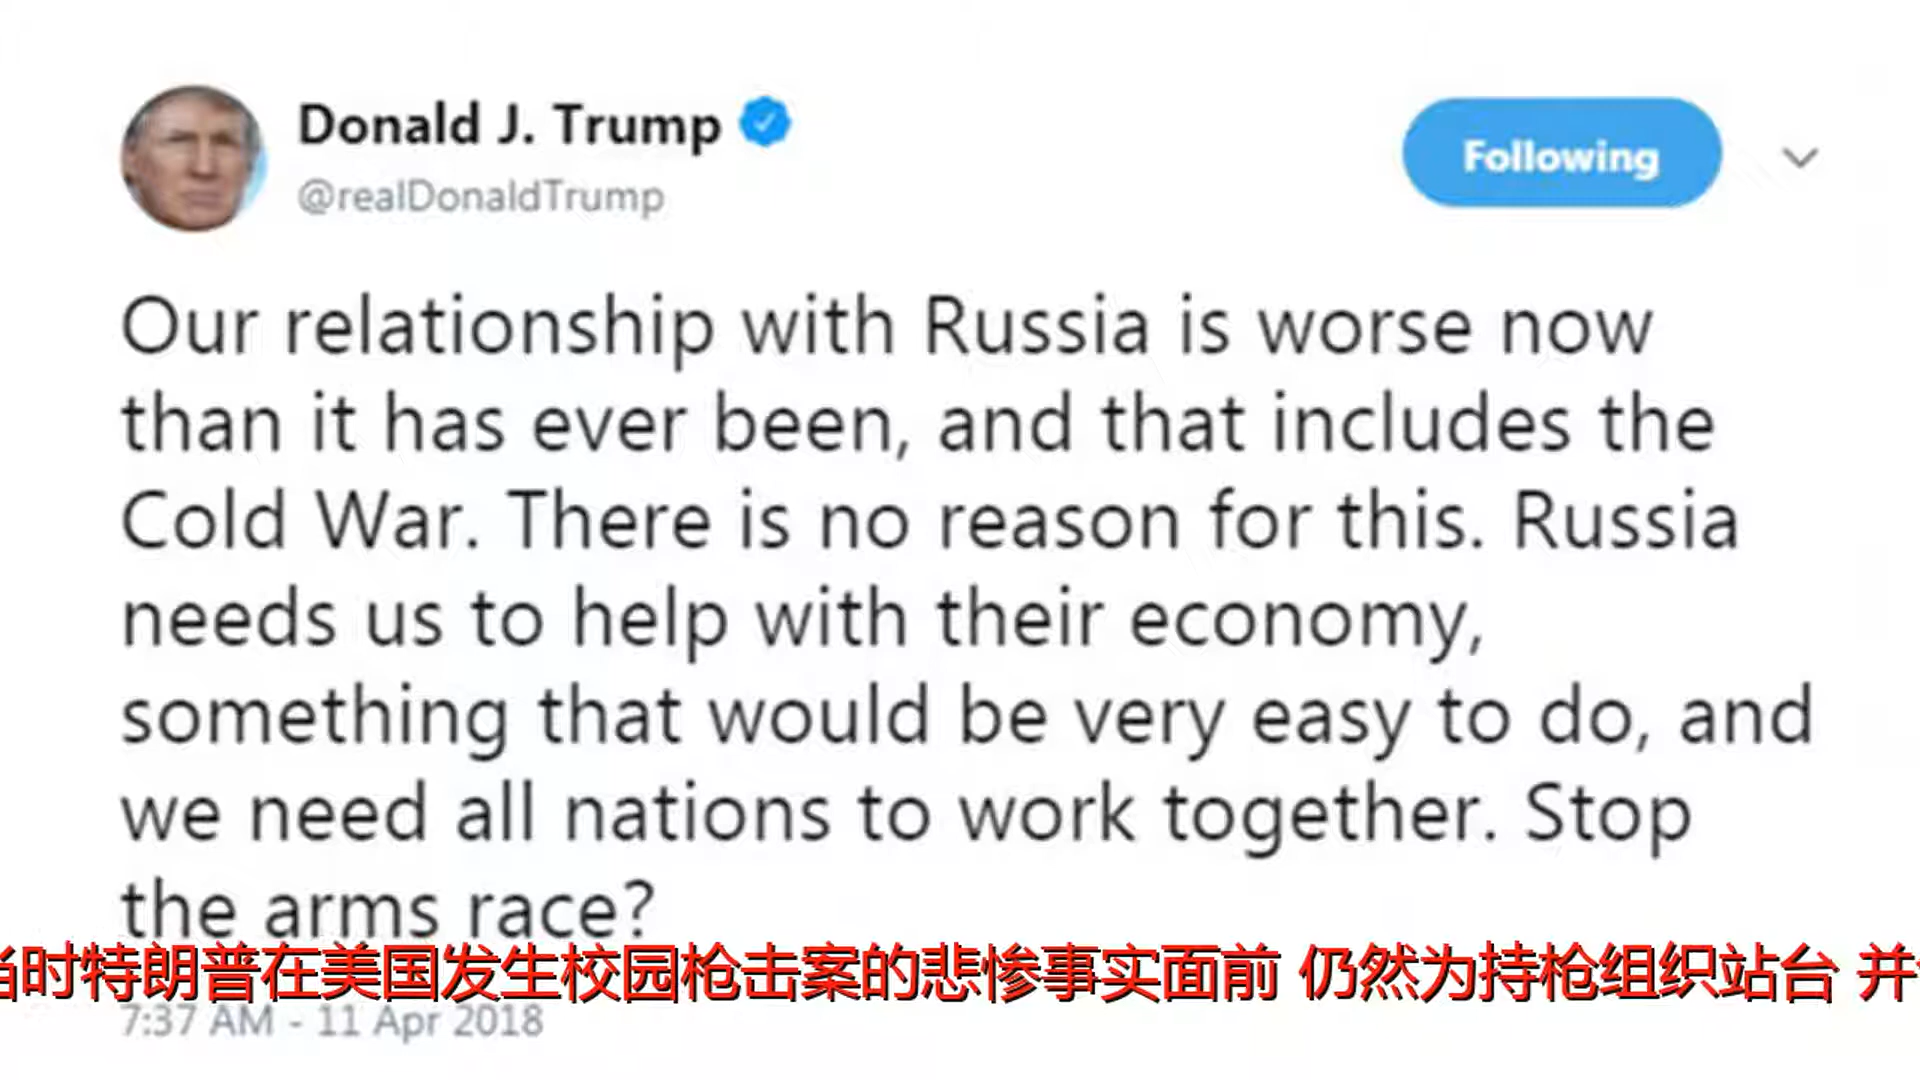 Donald J. Trump
@realDonaldTrump
Following
Our relationship with Russia is worse now
than it has ever been, and that includes the
Cold War. There is no reason for this. Russia
needs us to help with their economy,
something that would be very easy to do, and
we need all nations to work together. Stop
the arms race?
当时特朗普在美国发生校园枪击案的悲惨事实面前 仍然为持枪组织站台 并
7:37 AM - 11 Apr 2018